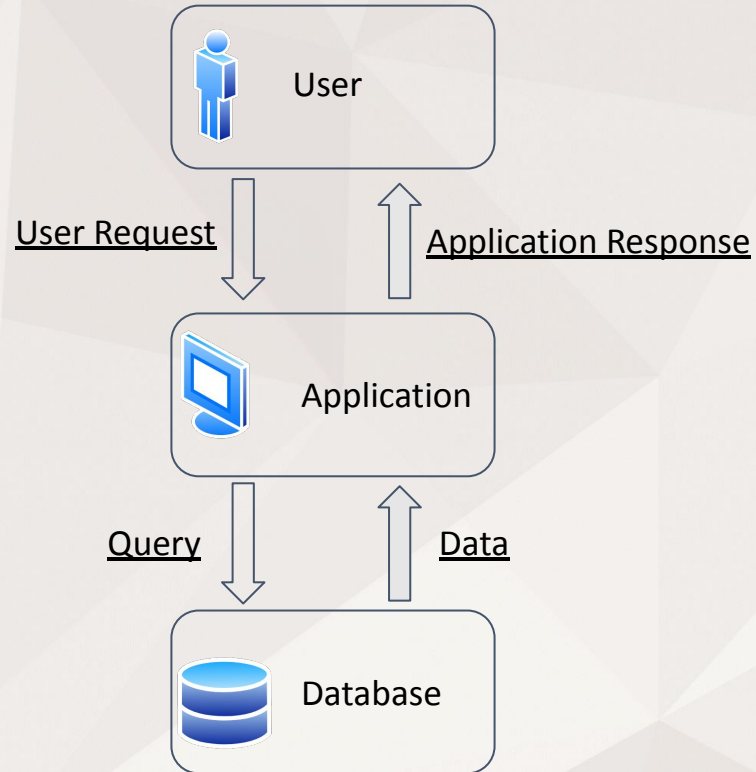 User
User Request
Application Response
Application
Query
Data
Database